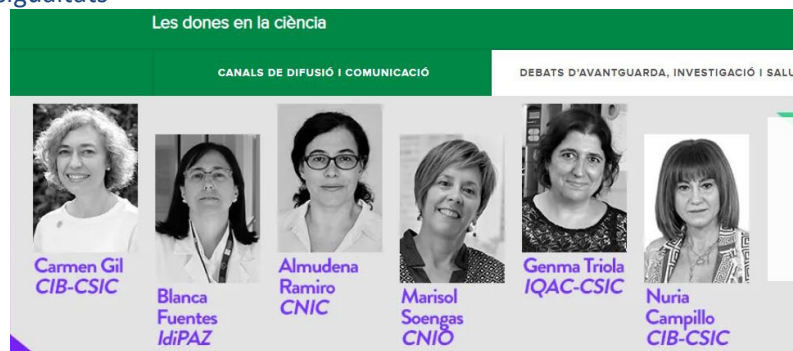 Les dones en la ciència
CANALS DE DIFUSIÓ I COMUNICACIÓ
DEBATS D'AVANTGUARDA, INVESTIGACIÓ I
Carmen Gil
CIB-CSIC
Blanca
Fuentes
IdiPAZ
Almudena
Ramiro
CNIC
Marisol
Soengas
CNIO
Genma Triola
IQAC-CSIC
Nuria
Campillo
CIB-CSIC